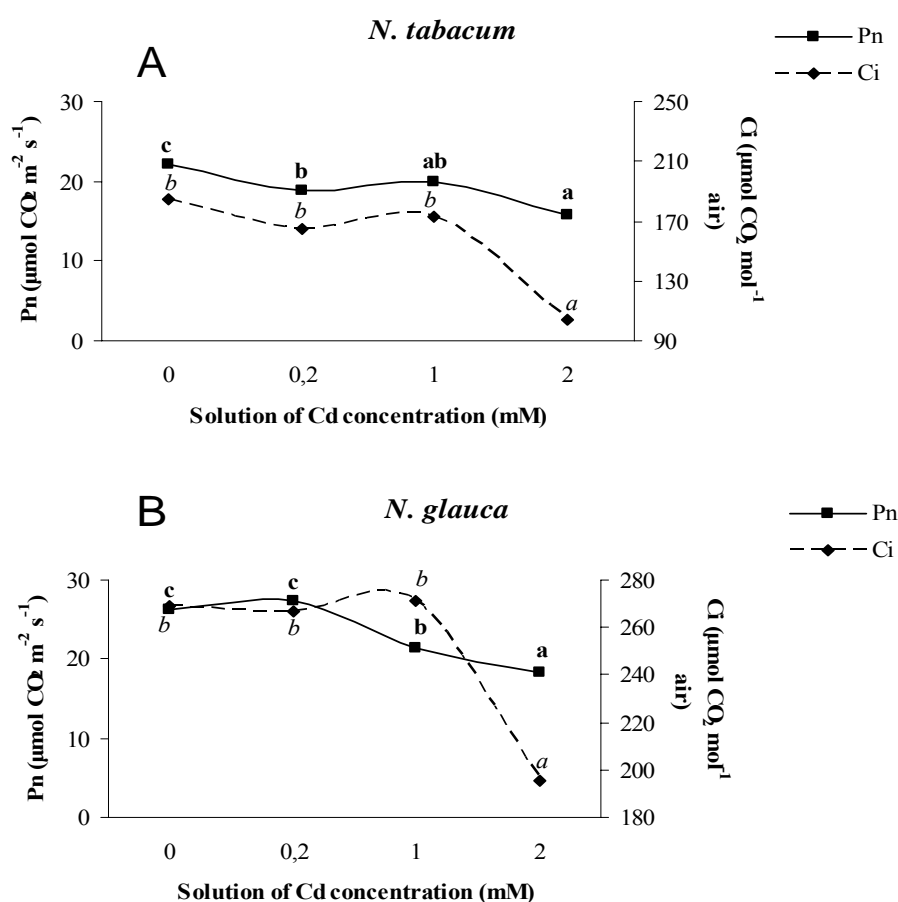 N. tabacum
Pn
Ci
A
30
20
10
0
Pn (µmol CO₂ m⁻² s⁻¹)
250
210
170
130
90
Ci (µmol CO₂ mol⁻¹
air)
c
b
ab
a
b
b
b
a
0
0,2
1
2
Solution of Cd concentration (mM)
B
N. glauca
Pn
Ci
30
20
10
0
Pn (µmol CO₂ m⁻² s⁻¹)
280
260
240
220
200
180
Ci (µmol CO₂ mol⁻¹
air)
c
c
b
a
b
b
b
a
0
0,2
1
2
Solution of Cd concentration (mM)